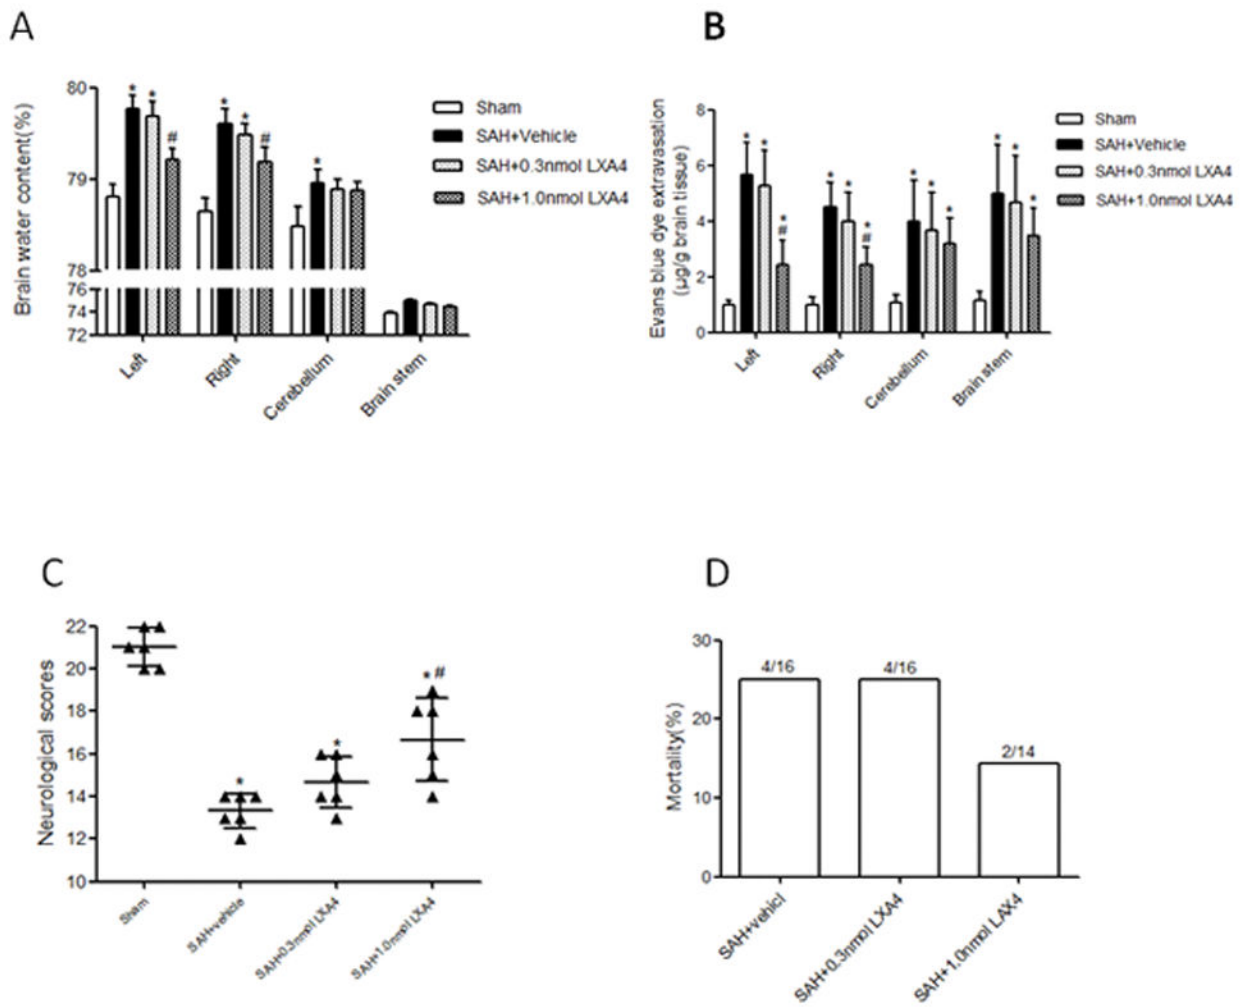 A
Brain water content(%)
80
79
78
76
74
72
* * #
* * #
*
Left
Right
Cerebellum
Brain stem
Sham
SAH+Vehicle
SAH+0.3nmol LXA4
SAH+1.0nmol LXA4
B
Evans blue dye extravasation
(µg/g brain tissue)
8
6
4
2
0
* * * #
* * # *
* * *
* * *
Left
Right
Cerebellum
Brain stem
Sham
SAH+Vehicle
SAH+0.3nmol LXA4
SAH+1.0nmol LXA4
C
Neurological scores
22
20
18
16
14
12
10
*
*
* #
Sham
SAH+vehicle
SAH+0.3nmol LXA4
SAH+1.0nmol LXA4
D
Mortality(%)
30
20
10
0
4/16
4/16
2/14
SAH+vehicl
SAH+0.3nmol LXA4
SAH+1.0nmol LAX4